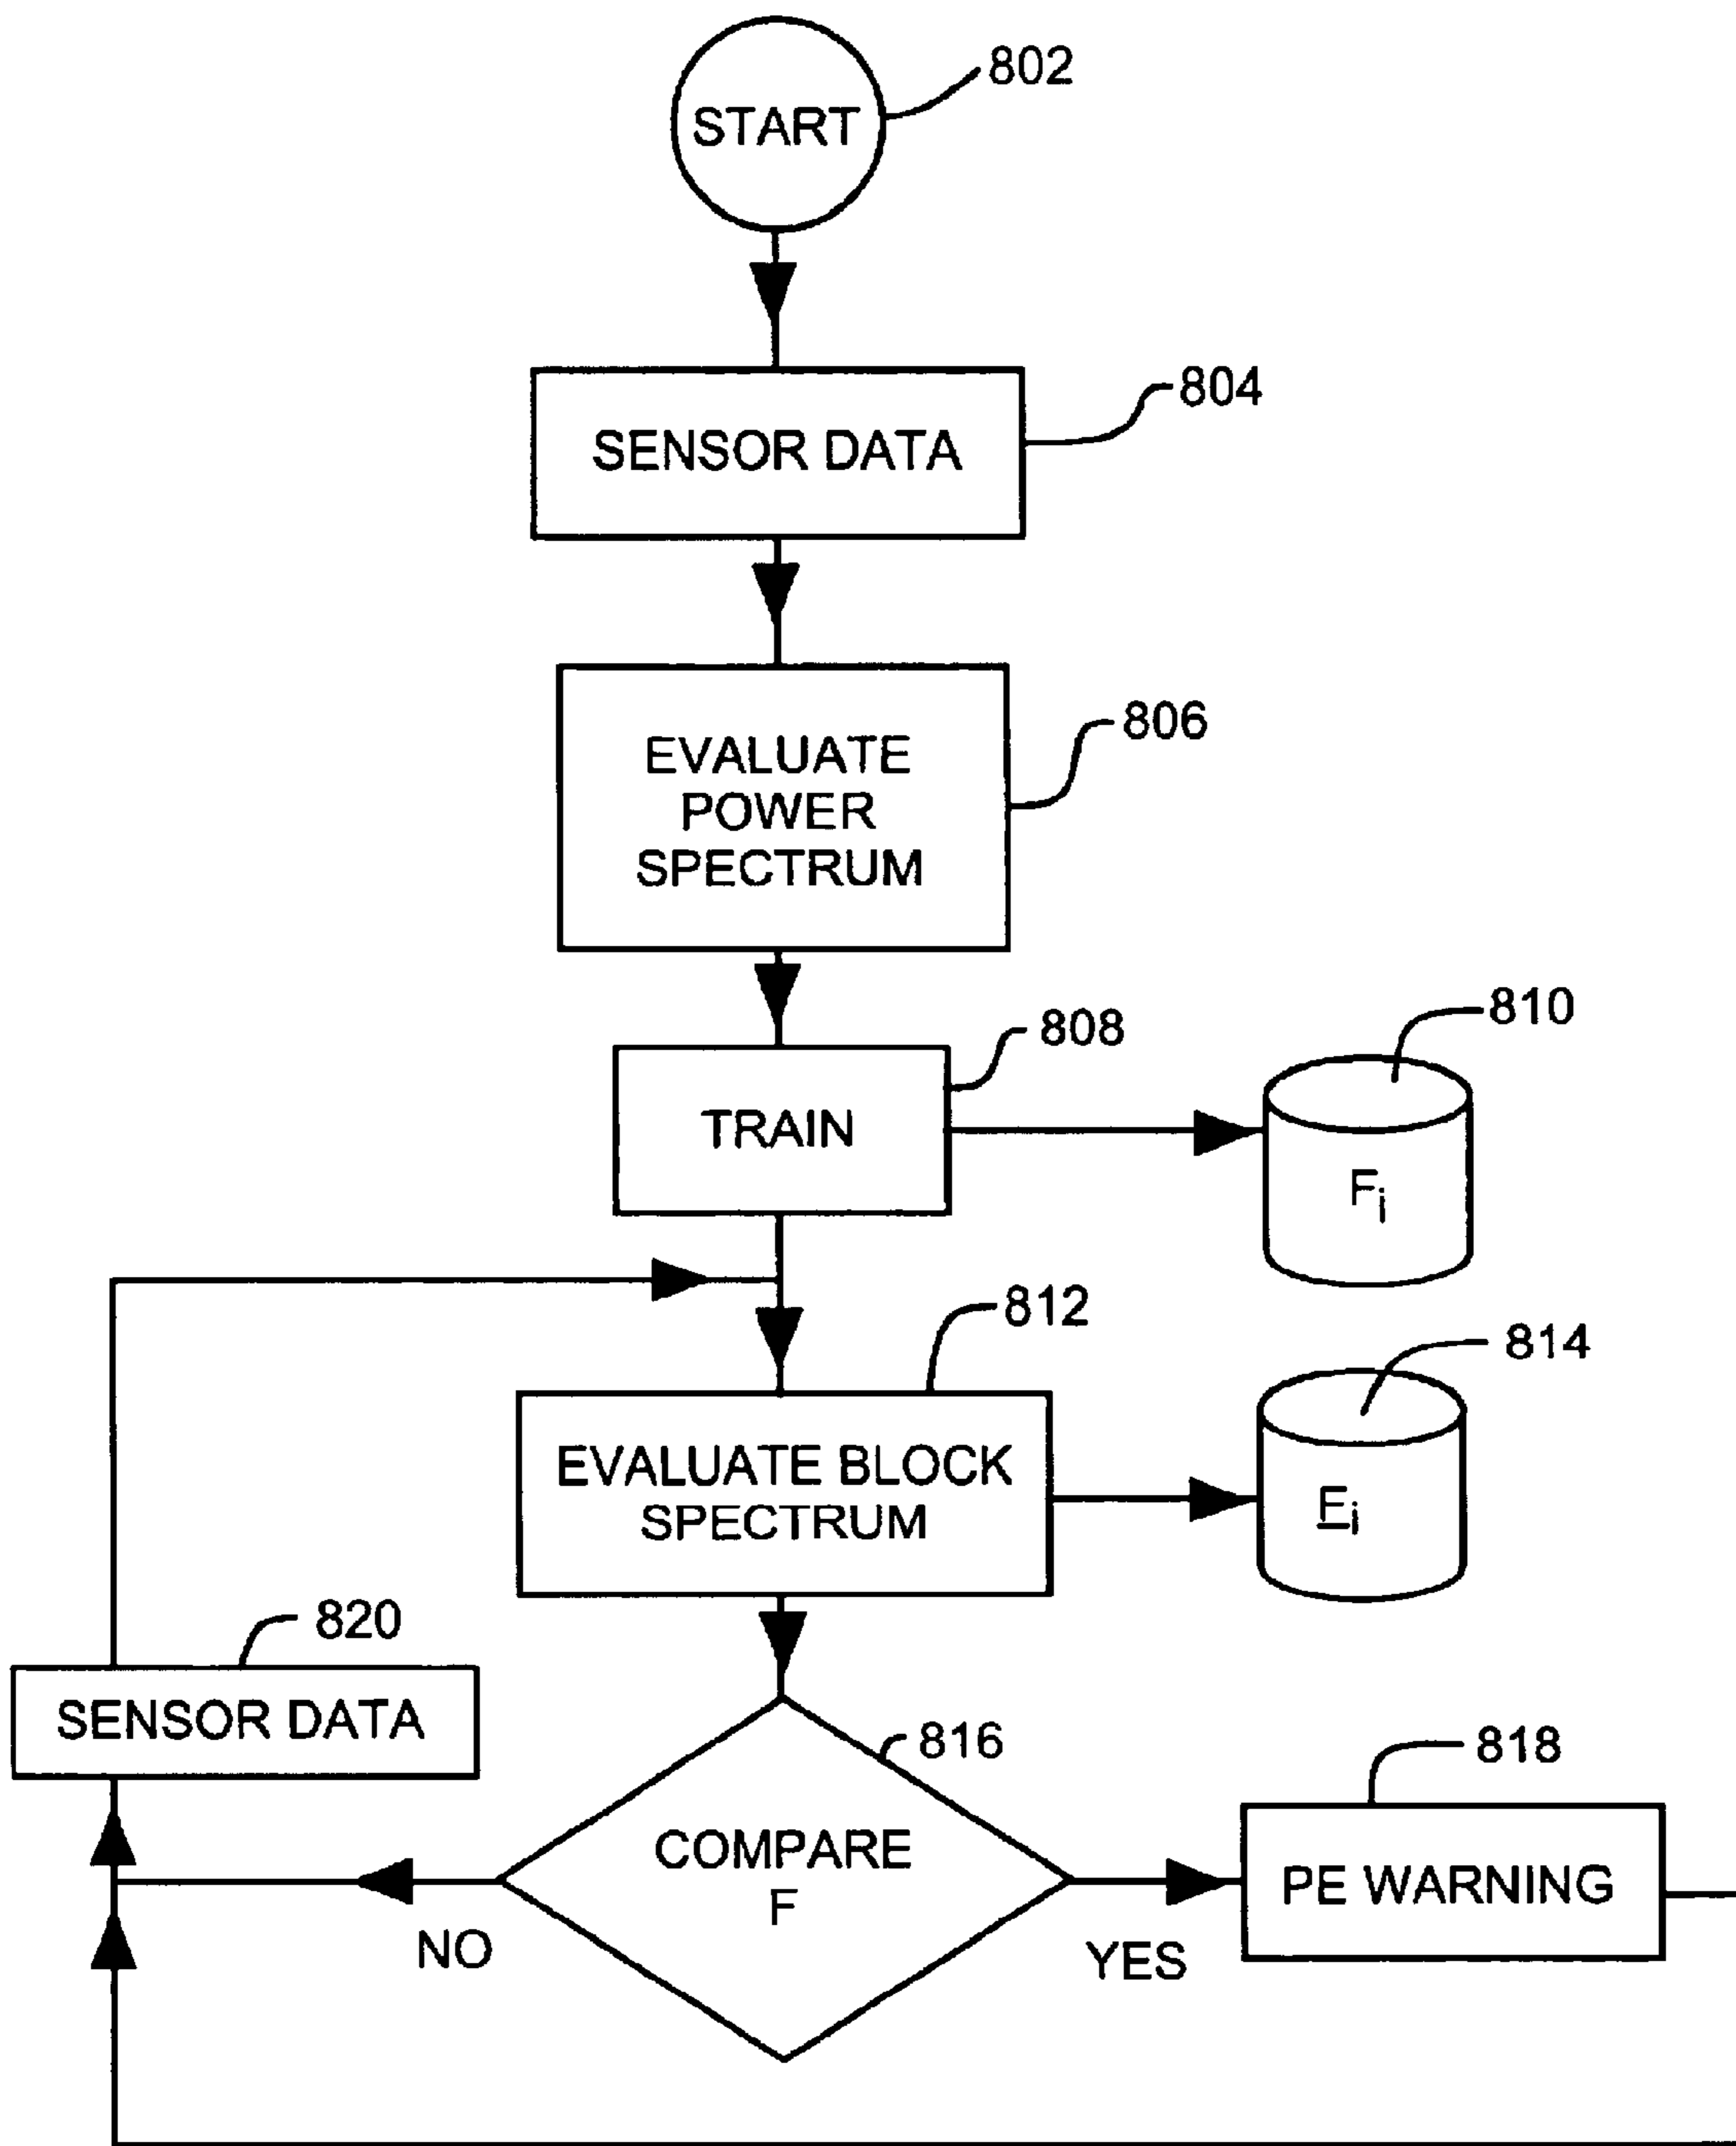 802
START
804
SENSOR DATA
806
EVALUATE
POWER
SPECTRUM
808
TRAIN
810
Fi
812
EVALUATE BLOCK
SPECTRUM
814
Fi
820
SENSOR DATA
816
COMPARE
F
NO
YES
818
PE WARNING